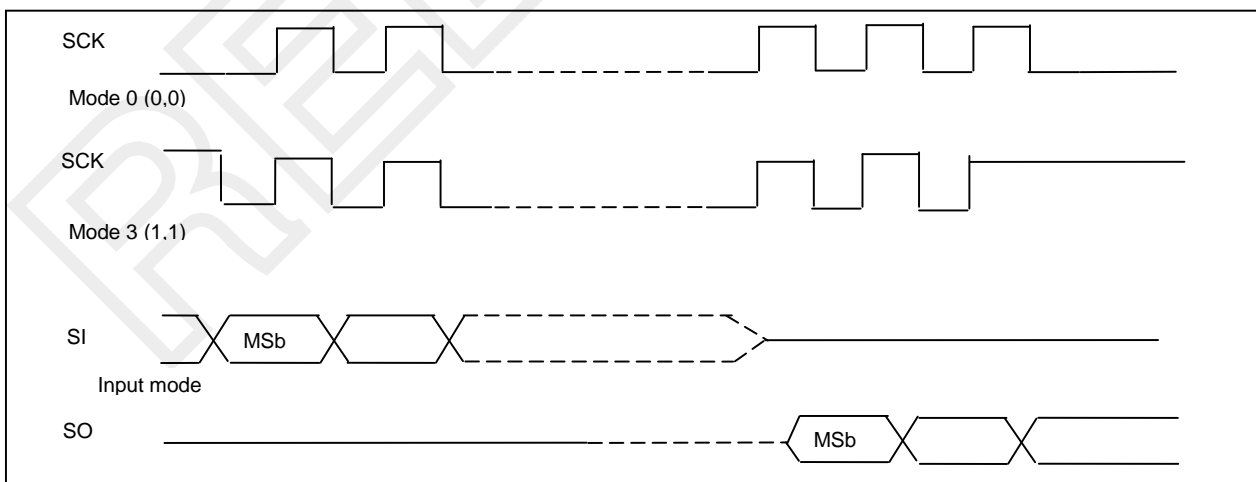 SCK
Mode 0 (0,0)
SCK
Mode 3 (1,1)
SI
MSb
Input mode
SO
MSb